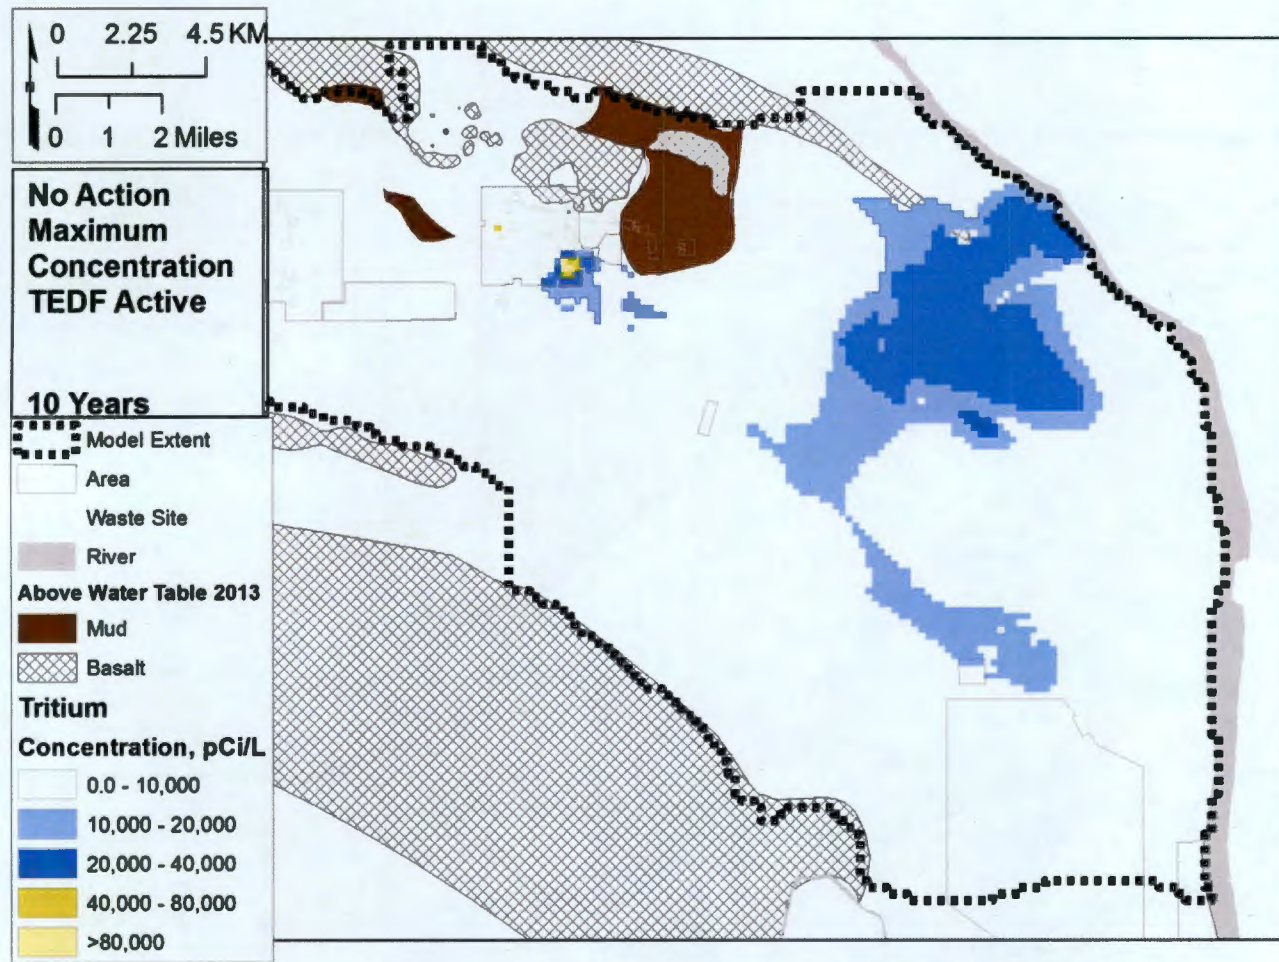 0 2.25 4.5 KM
0 1 2 Miles
No Action
Maximum
Concentration
TEDF Active
10 Years
Model Extent
Area
Waste Site
River
Above Water Table 2013
Mud
Basalt
Tritium
Concentration, pCi/L
0.0 - 10,000
10,000 - 20,000
20,000 - 40,000
40,000 - 80,000
>80,000